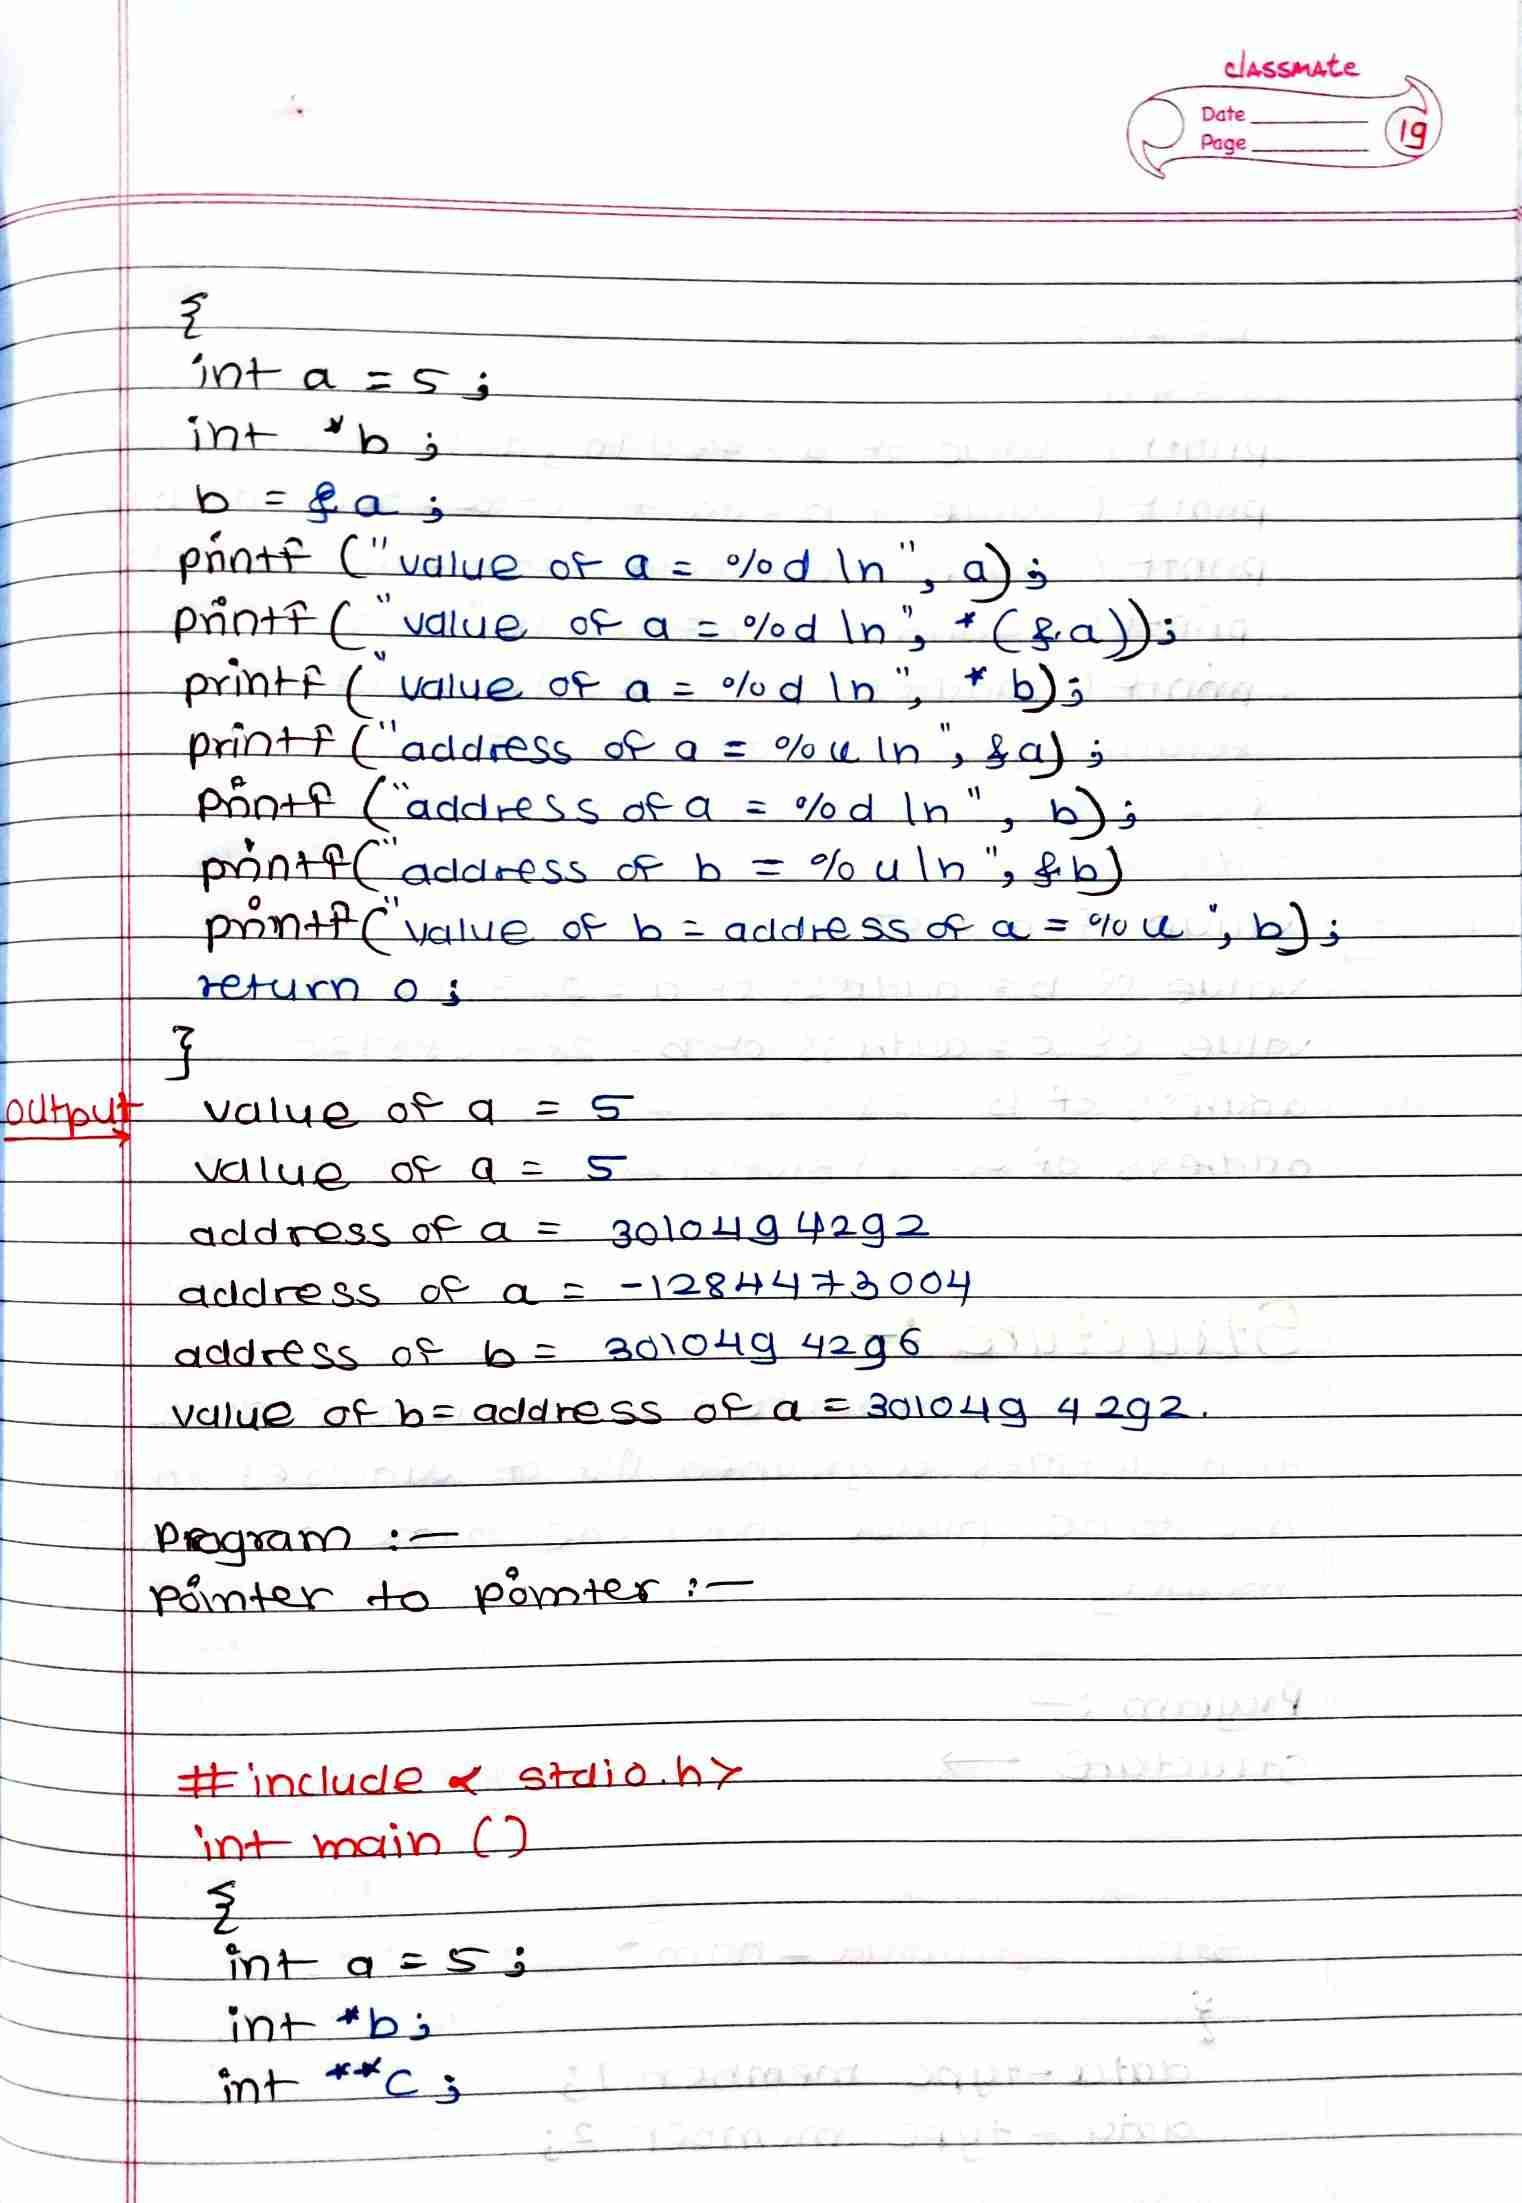 classmate
Date
Page
19
{
int a = 5 ;
int *b ;
b = &a ;
printf ("value of a = %d \n", a) ;
printf ("value of a = %d \n", *(&a));
printf ("value of a = %d \n", *b);
printf ("address of a = %u \n", &a) ;
printf ("address of a = %d \n", b) ;
printf ("address of b = %u \n", &b)
printf ("value of b = address of a = %u", b) ;
return 0 ;
}
output value of a = 5
value of a = 5
address of a = 3010494292
address of a = -1284473004
address of b = 3010494296
value of b = address of a = 3010494292.
Program :-
Pointer to pointer :-
#include < stdio.h>
int main ()
{
int a = 5 ;
int *b ;
int **c ;